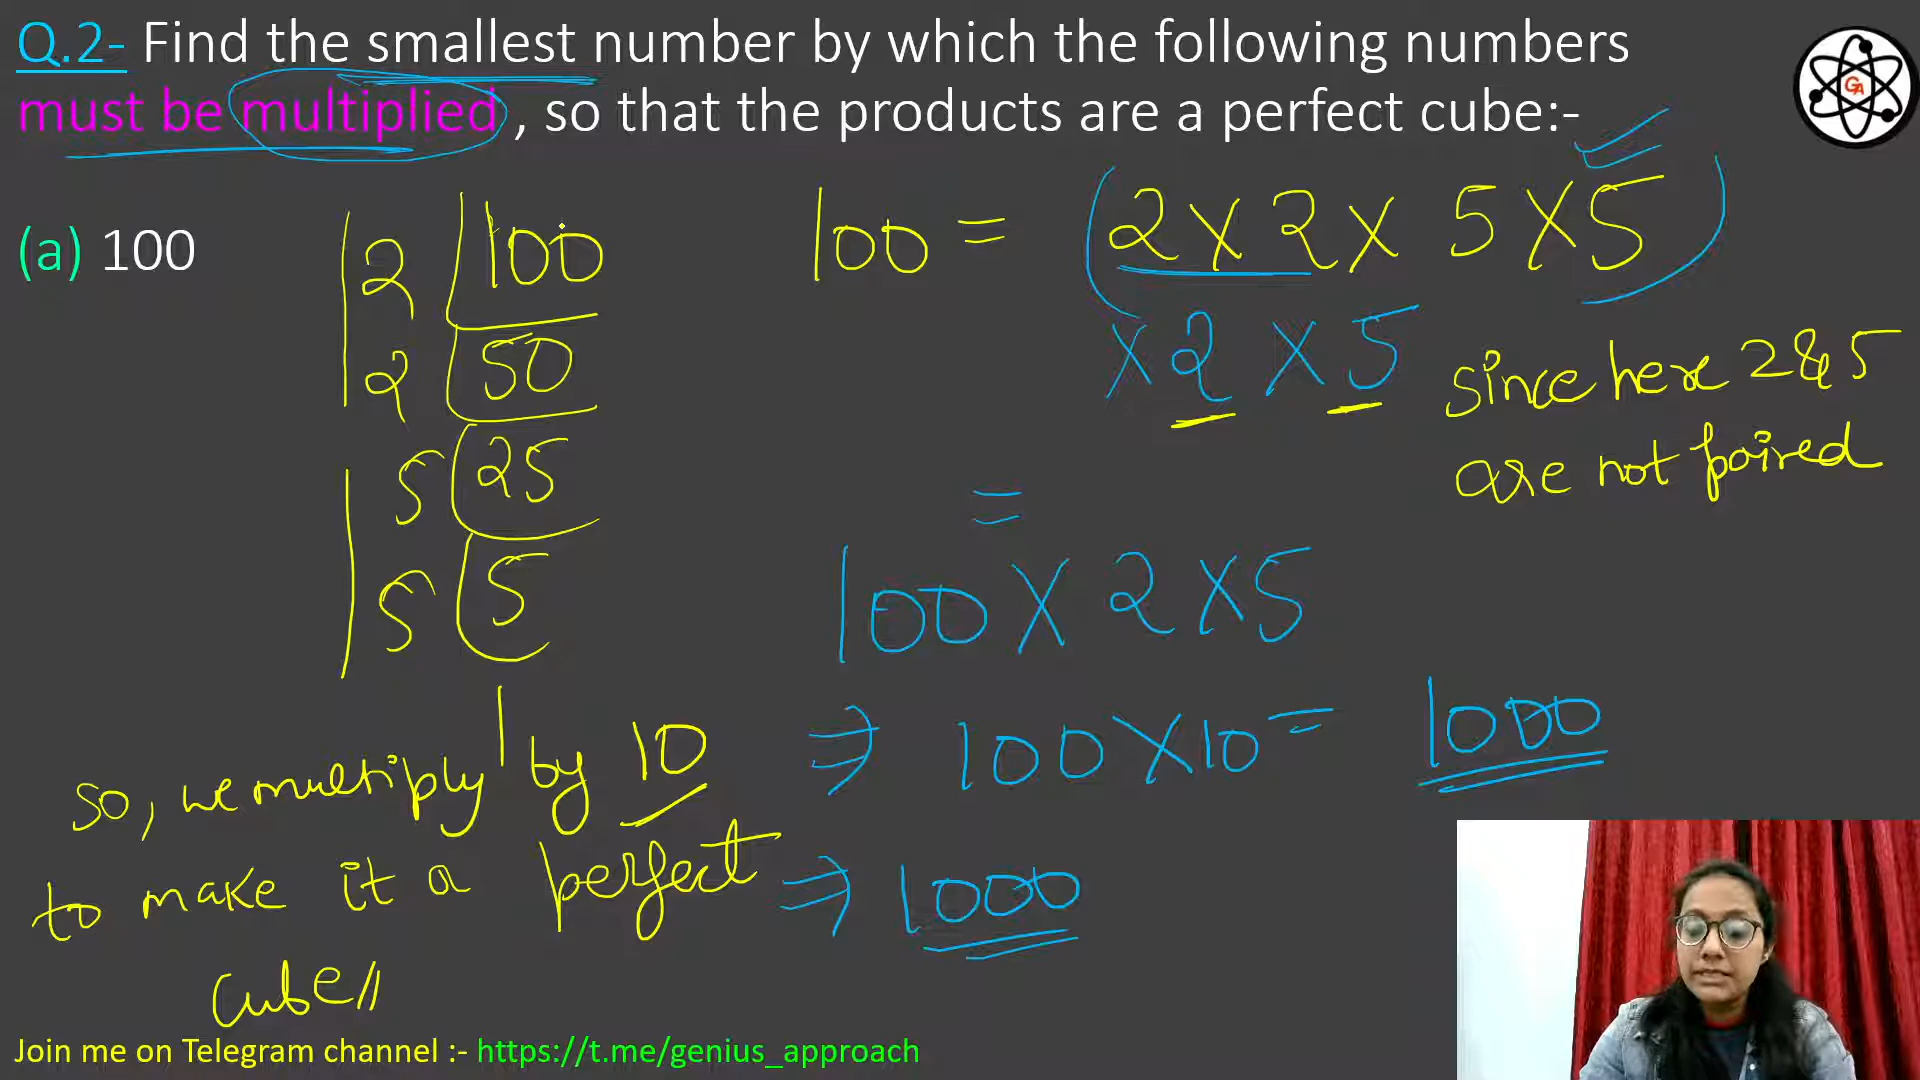 Q.2- Find the smallest number by which the following numbers
must be multiplied , so that the products are a perfect cube:-
GA
(a) 100
2 100
2 50
5 25
5 5
1
100 = (2 × 2 × 5 × 5)
× 2 × 5
since here 2 & 5
are not paired
=
100 × 2 × 5
⇒ 100 × 10 = 1000
⇒ 1000
so, we multiply by 10
to make it a perfect
cube//
Join me on Telegram channel :- https://t.me/genius_approach